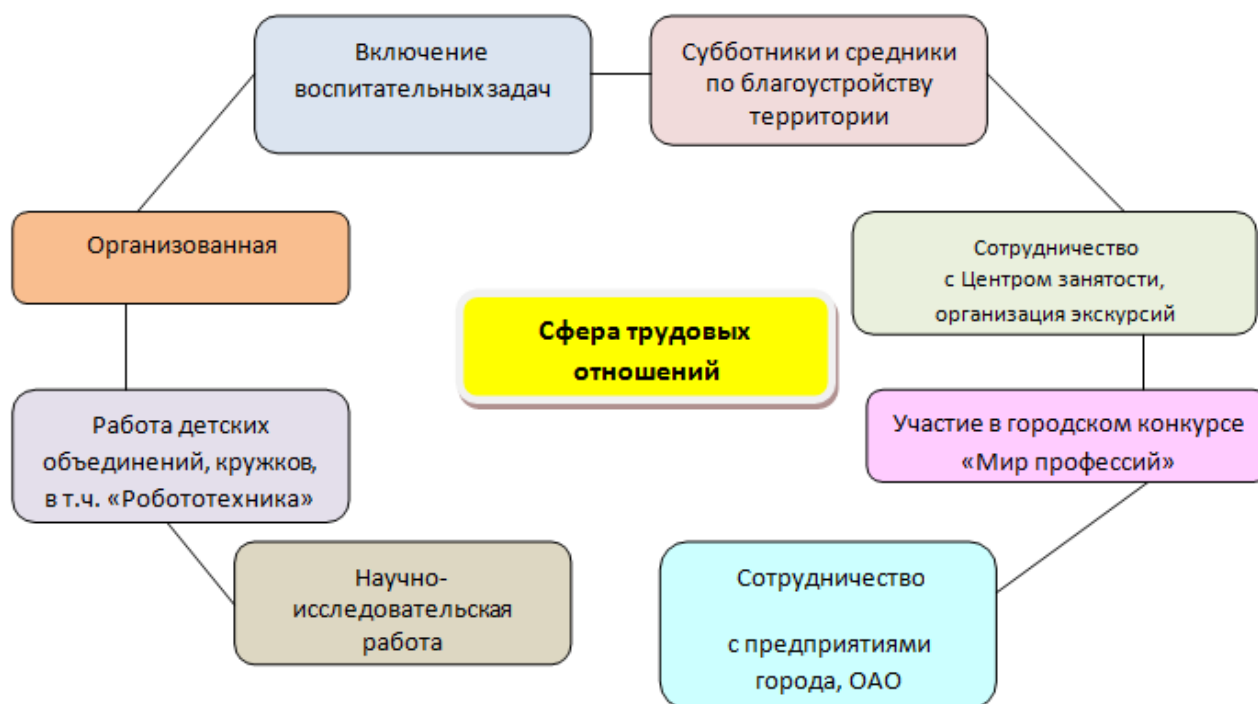 Включение
воспитательных задач
Субботники и средники
по благоустройству
территории
Организованная
Сотрудничество
с Центром занятости,
организация экскурсий
Сфера трудовых
отношений
Работа детских
объединений, кружков,
в т.ч. «Робототехника»
Участие в городском конкурсе
«Мир профессий»
Научно-
исследовательская
работа
Сотрудничество
с предприятиями
города, ОАО